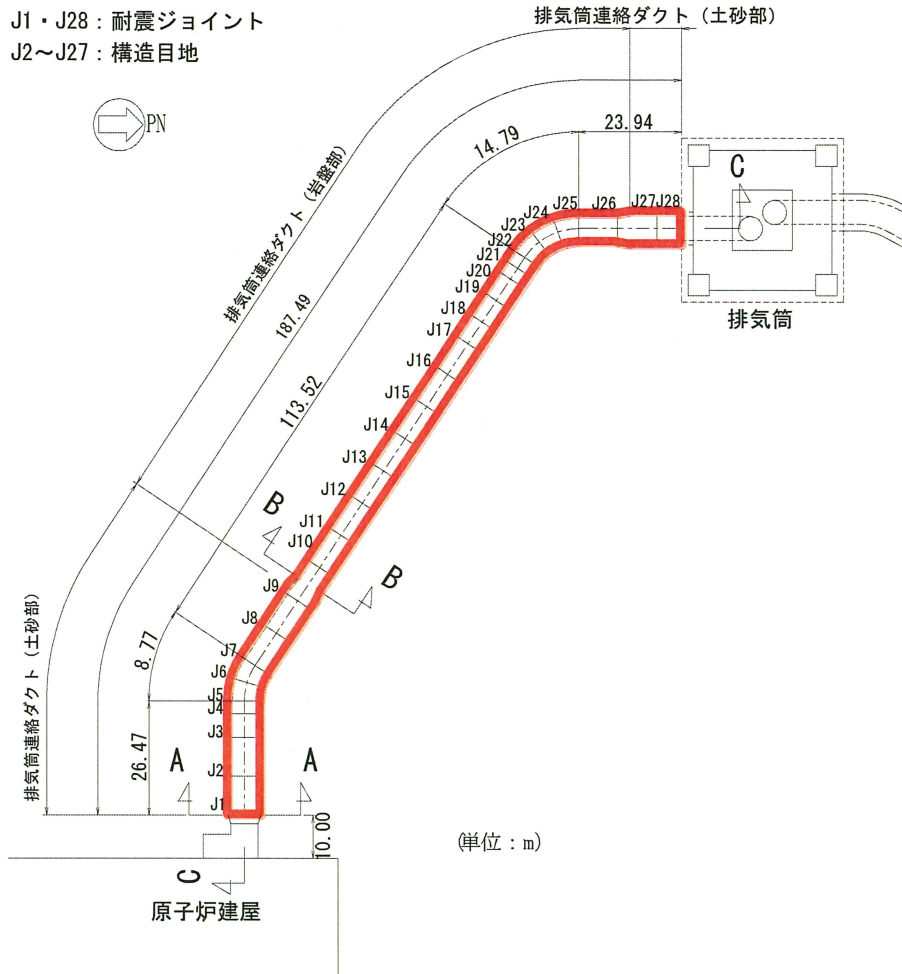 J1・J28：耐震ジョイント
J2～J27：構造目地
PN
排気筒連絡ダクト（土砂部）
排気筒連絡ダクト（岩盤部）
187.49
113.52
14.79
23.94
C
排気筒
J28
J27
J26
J25
J24
J23
J22
J21
J20
J19
J18
J17
J16
J15
J14
J13
J12
J11
J10
B
B
J9
J8
J7
J6
J5
J4
J3
J2
J1
8.77
26.47
排気筒連絡ダクト（土砂部）
A
A
10.00
C
(単位：m)
原子炉建屋